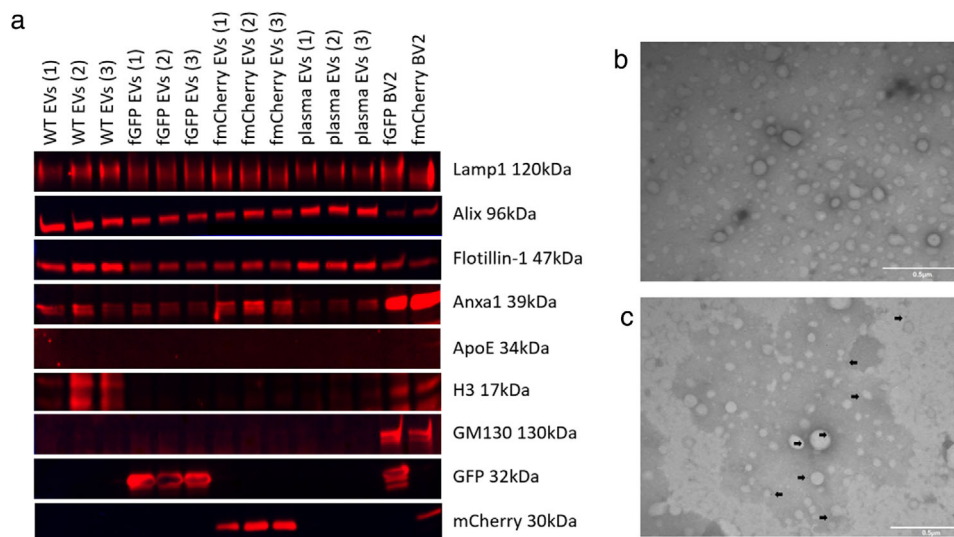 a
WT EVs (1)
WT EVs (2)
WT EVs (3)
fGFP EVs (1)
fGFP EVs (2)
fGFP EVs (3)
fmCherry EVs (1)
fmCherry EVs (2)
fmCherry EVs (3)
plasma EVs (1)
plasma EVs (2)
plasma EVs (3)
fGFP BV2
fmCherry BV2
Lamp1 120kDa
Alix 96kDa
Flotillin-1 47kDa
Anxa1 39kDa
ApoE 34kDa
H3 17kDa
GM130 130kDa
GFP 32kDa
mCherry 30kDa
b
0.5µm
c
0.5µm